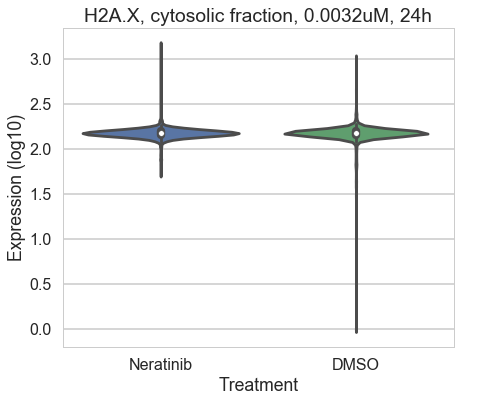 H2A.X, cytosolic fraction, 0.0032uM, 24h
Expression (log10)
3.0
2.5
2.0
1.5
1.0
0.5
0.0
Neratinib
DMSO
Treatment